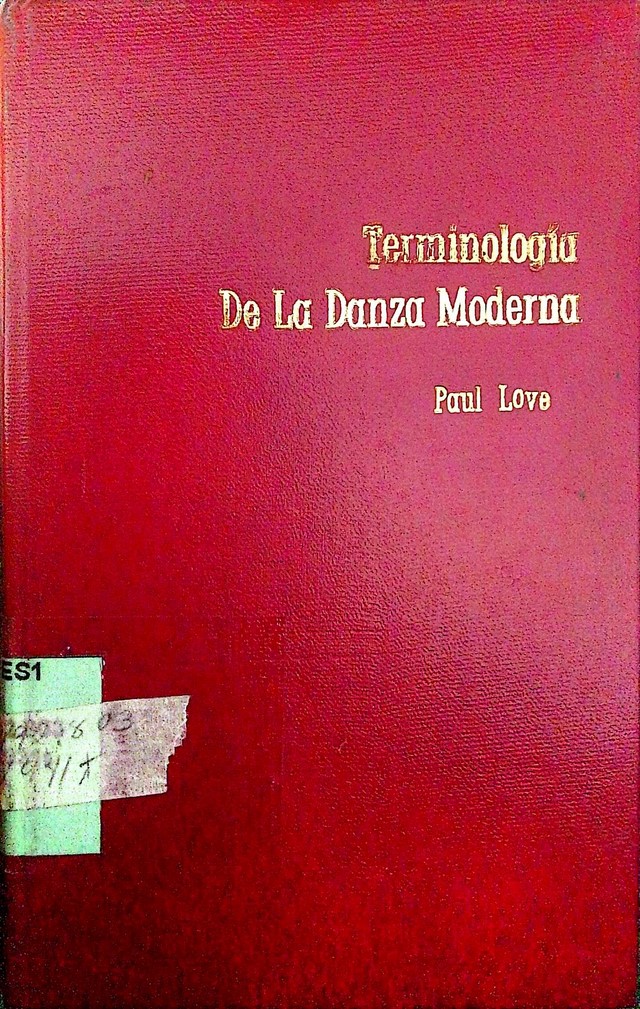 Terminología
De La Danza Moderna
Paul Love
ES1